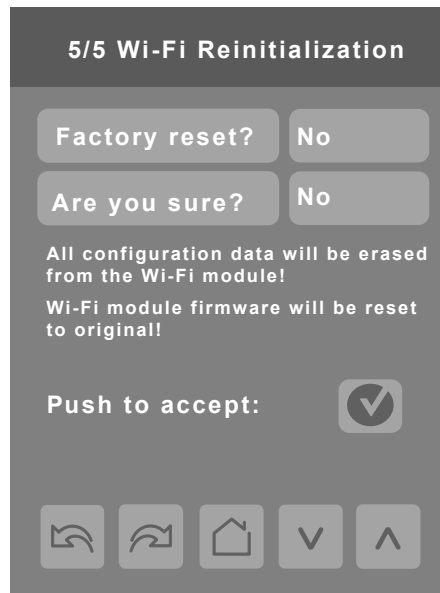 5/5 Wi-Fi Reinitialization
Factory reset? No
Are you sure? No
All configuration data will be erased
from the Wi-Fi module!
Wi-Fi module firmware will be reset
to original!
Push to accept: